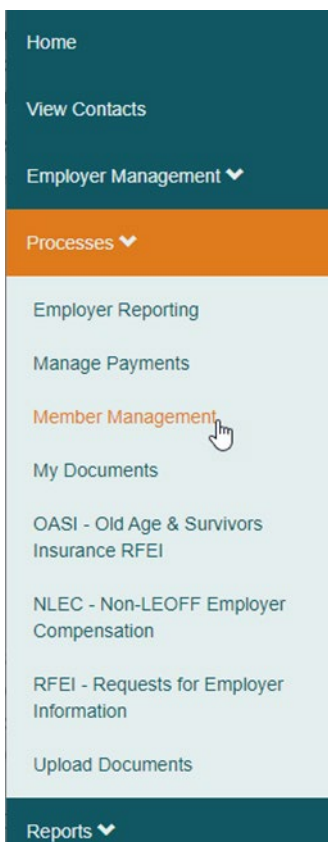 Home
View Contacts
Employer Management
Processes
Employer Reporting
Manage Payments
Member Management
My Documents
OASI - Old Age & Survivors
Insurance RFEI
NLEC - Non-LEOFF Employer
Compensation
RFEI - Requests for Employer
Information
Upload Documents
Reports